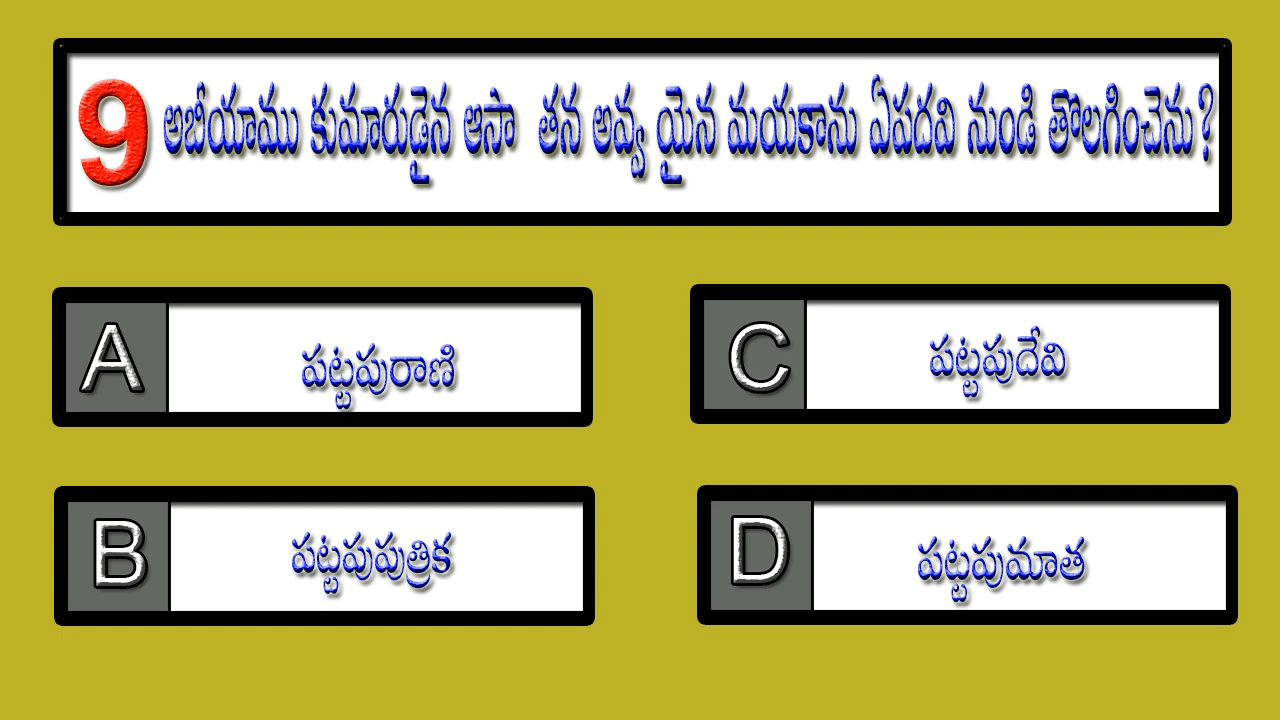 9 అబీయాము కుమారుడైన ఆసా తన అవ్వ యైన మయకాను ఏపదవి నుండి తొలగించెను?
A పట్టపురాణి
C పట్టపుదేవి
B పట్టపుపుత్రిక
D పట్టపుమాత